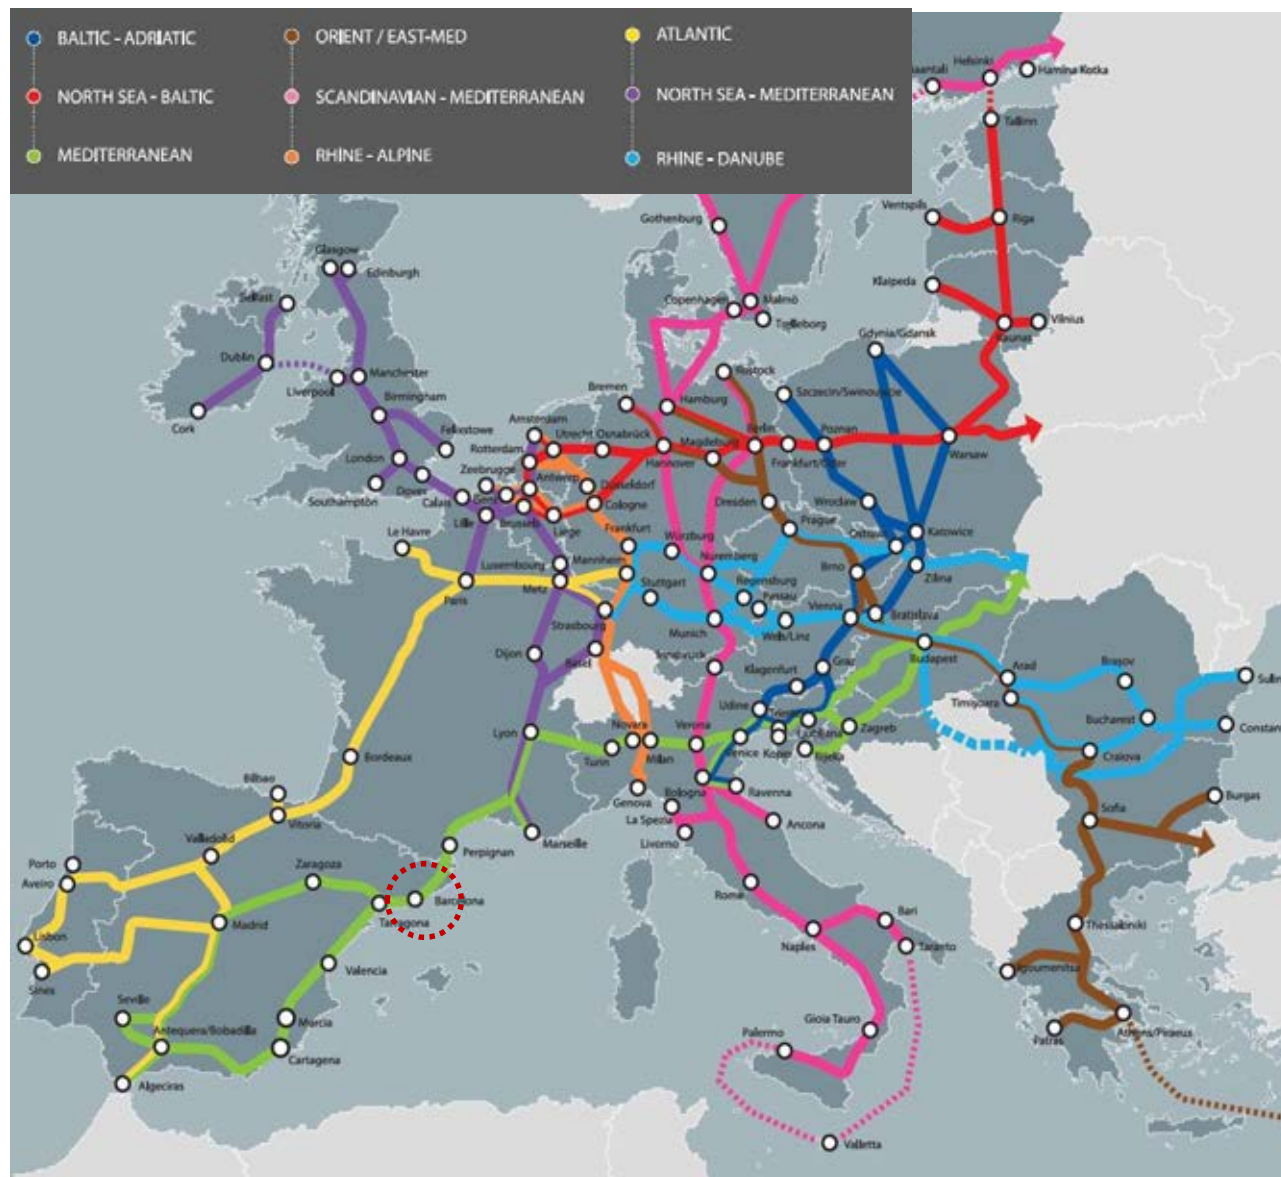 BALTIC - ADRIATIC
ORIENT / EAST-MED
ATLANTIC
NORTH SEA - BALTIC
SCANDINAVIAN - MEDITERRANEAN
NORTH SEA - MEDITERRANEAN
MEDITERRANEAN
RHINE - ALPINE
RHINE - DANUBE
Helsinki
Hamina Kotka
Tallinn
Ventspils
Riga
Gothenburg
Glasgow
Edinburgh
Klaipeda
Belfast
Copenhagen
Malmö
Trelleborg
Vilnius
Kaunas
Gdynia/Gdansk
Dublin
Manchester
Liverpool
Rostock
Bremen
Szczecin/Swinoujscie
Birmingham
Hamburg
Cork
Felixstowe
Amsterdam
Utrecht
Osnabrück
Magdeburg
Berlin
Poznan
Warsaw
London
Rotterdam
Hannover
Frankfurt/Oder
Zeebrugge
Antwerp
Düsseldorf
Southampton
Dover
Calais
Gent
Cologne
Dresden
Wroclaw
Lille
Brussels
Liege
Frankfurt
Prague
Ostrava
Katowice
Le Havre
Würzburg
Luxembourg
Mannheim
Nuremberg
Brno
Zilina
Paris
Metz
Stuttgart
Regensburg
Passau
Vienna
Bratislava
Strasbourg
Munich
Wels/Linz
Dijon
Basel
Innsbruck
Klagenfurt
Graz
Budapest
Arad
Brasov
Timişoara
Udine
Lyon
Novara
Verona
Ljubljana
Zagreb
Bucharest
Bordeaux
Turin
Milan
Venice
Koper
Rijeka
Craiova
Bilbao
Vitoria
Genova
Bologna
Ravenna
Sofia
Burgas
Valladolid
Marseille
La Spezia
Ancona
Livorno
Perpignan
Porto
Zaragoza
Aveiro
Barcelona
Roma
Tarragona
Madrid
Bari
Thessaloniki
Lisbon
Naples
Taranto
Valencia
Igoumenitsa
Sines
Seville
Murcia
Antequera/Bobadilla
Gioia Tauro
Palermo
Athens/Piraeus
Patras
Cartagena
Algeciras
Valletta